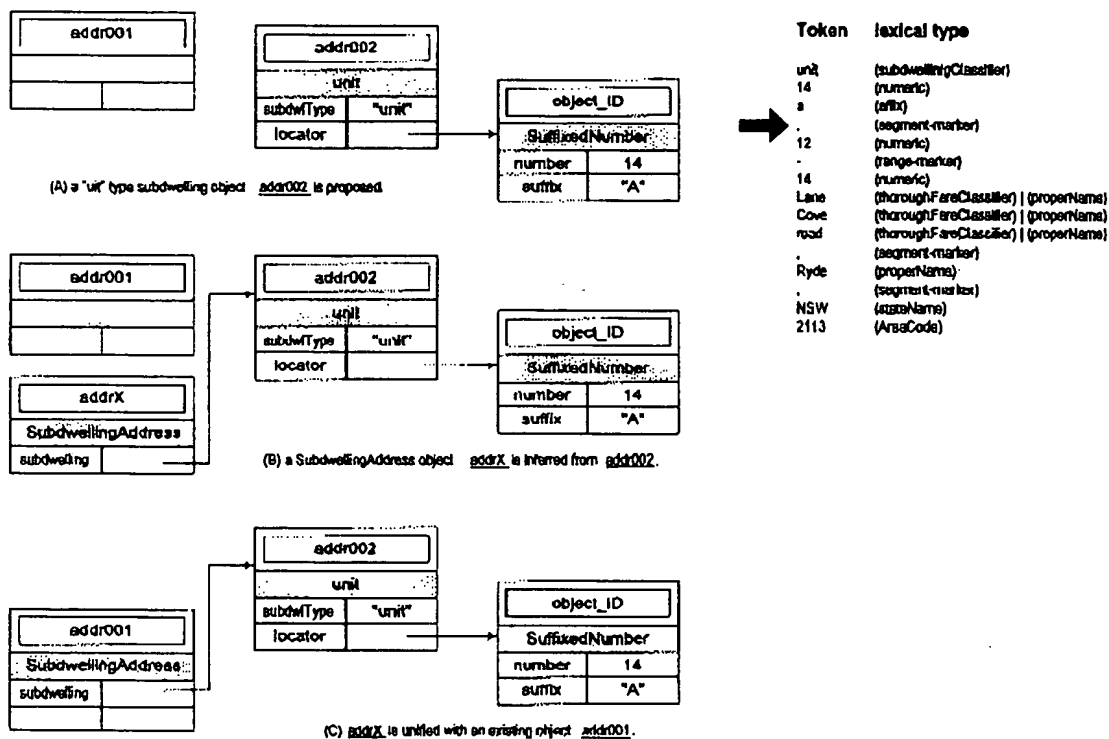 addr001
addr002
unit
subdwlType "unit"
locator
object_ID
SuffixedNumber
number 14
suffix "A"
(A) a "uit" type subdwelling object addr002 is proposed.
addr001
addr002
unit
subdwlType "unit"
locator
object_ID
SuffixedNumber
number 14
suffix "A"
addrX
SubdwellingAddress
subdwelling
(B) a SubdwellingAddress object addrX is inferred from addr002.
addr002
unit
subdwlType "unit"
locator
object_ID
SuffixedNumber
number 14
suffix "A"
addr001
SubdwellingAddress
subdwelling
(C) addrX is unified with an existing object addr001.
Token lexical type
unit (subdwellingClassifier)
14 (numeric)
a (affix)
, (segment-marker)
12 (numeric)
- (range-marker)
14 (numeric)
Lane (thoroughFareClassifier) | (properName)
Cove (thoroughFareClassifier) | (properName)
road (thoroughFareClassifier) | (properName)
, (segment-marker)
Ryde (properName)
, (segment-marker)
NSW (stateName)
2113 (AreaCode)